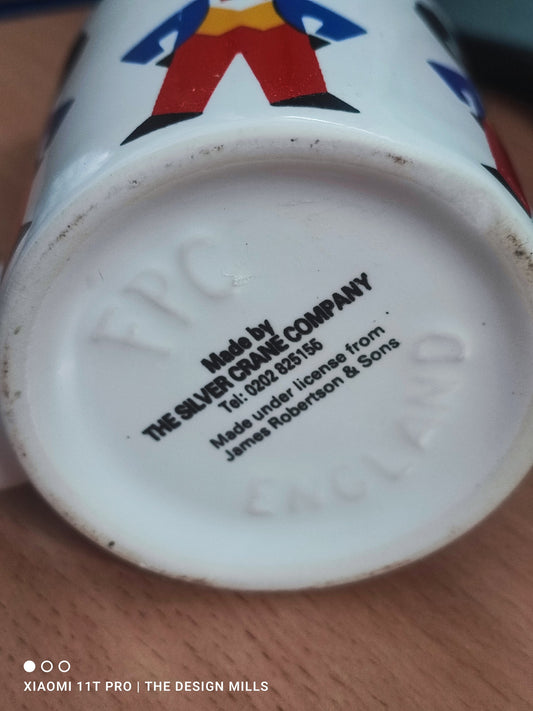 FPC
Made by
THE SILVER CRANE COMPANY
Tel: 0202 825155
Made under license from
James Robertson & Sons
ENGLAND
XIAOMI 11T PRO | THE DESIGN MILLS